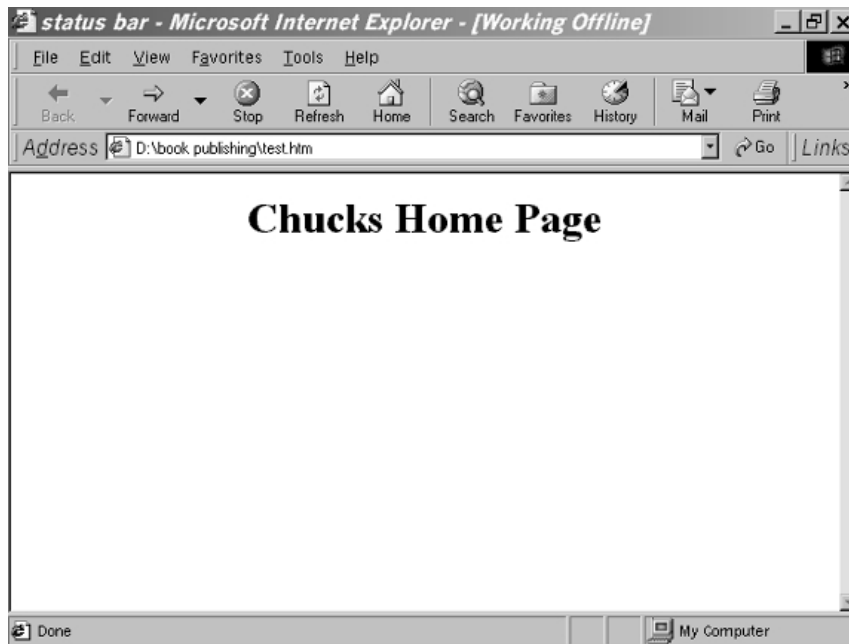 status bar - Microsoft Internet Explorer - [Working Offline]
File Edit View Favorites Tools Help
Back Forward Stop Refresh Home Search Favorites History Mail Print
Address D:\book publishing\test.htm Go Links
Chucks Home Page
Done My Computer